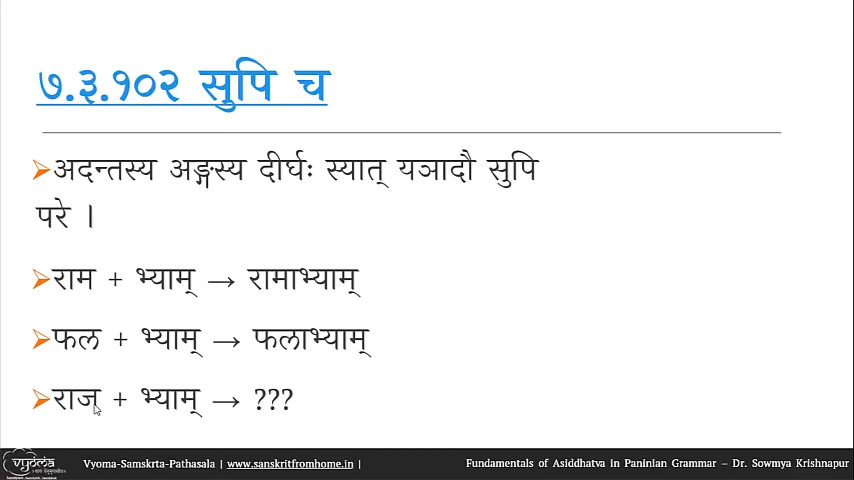 ७.३.१०२ सुपि च
अदन्तस्य अङ्गस्य दीर्घः स्यात् यञादौ सुपि
परे ।
राम + भ्याम् → रामाभ्याम्
फल + भ्याम् → फलाभ्याम्
राज + भ्याम् → ???
vyoma
Vyoma-Samskrta-Pathasala | www.sanskritfromhome.in |
Fundamentals of Asiddhatva in Paninian Grammar – Dr. Sowmya Krishnapur